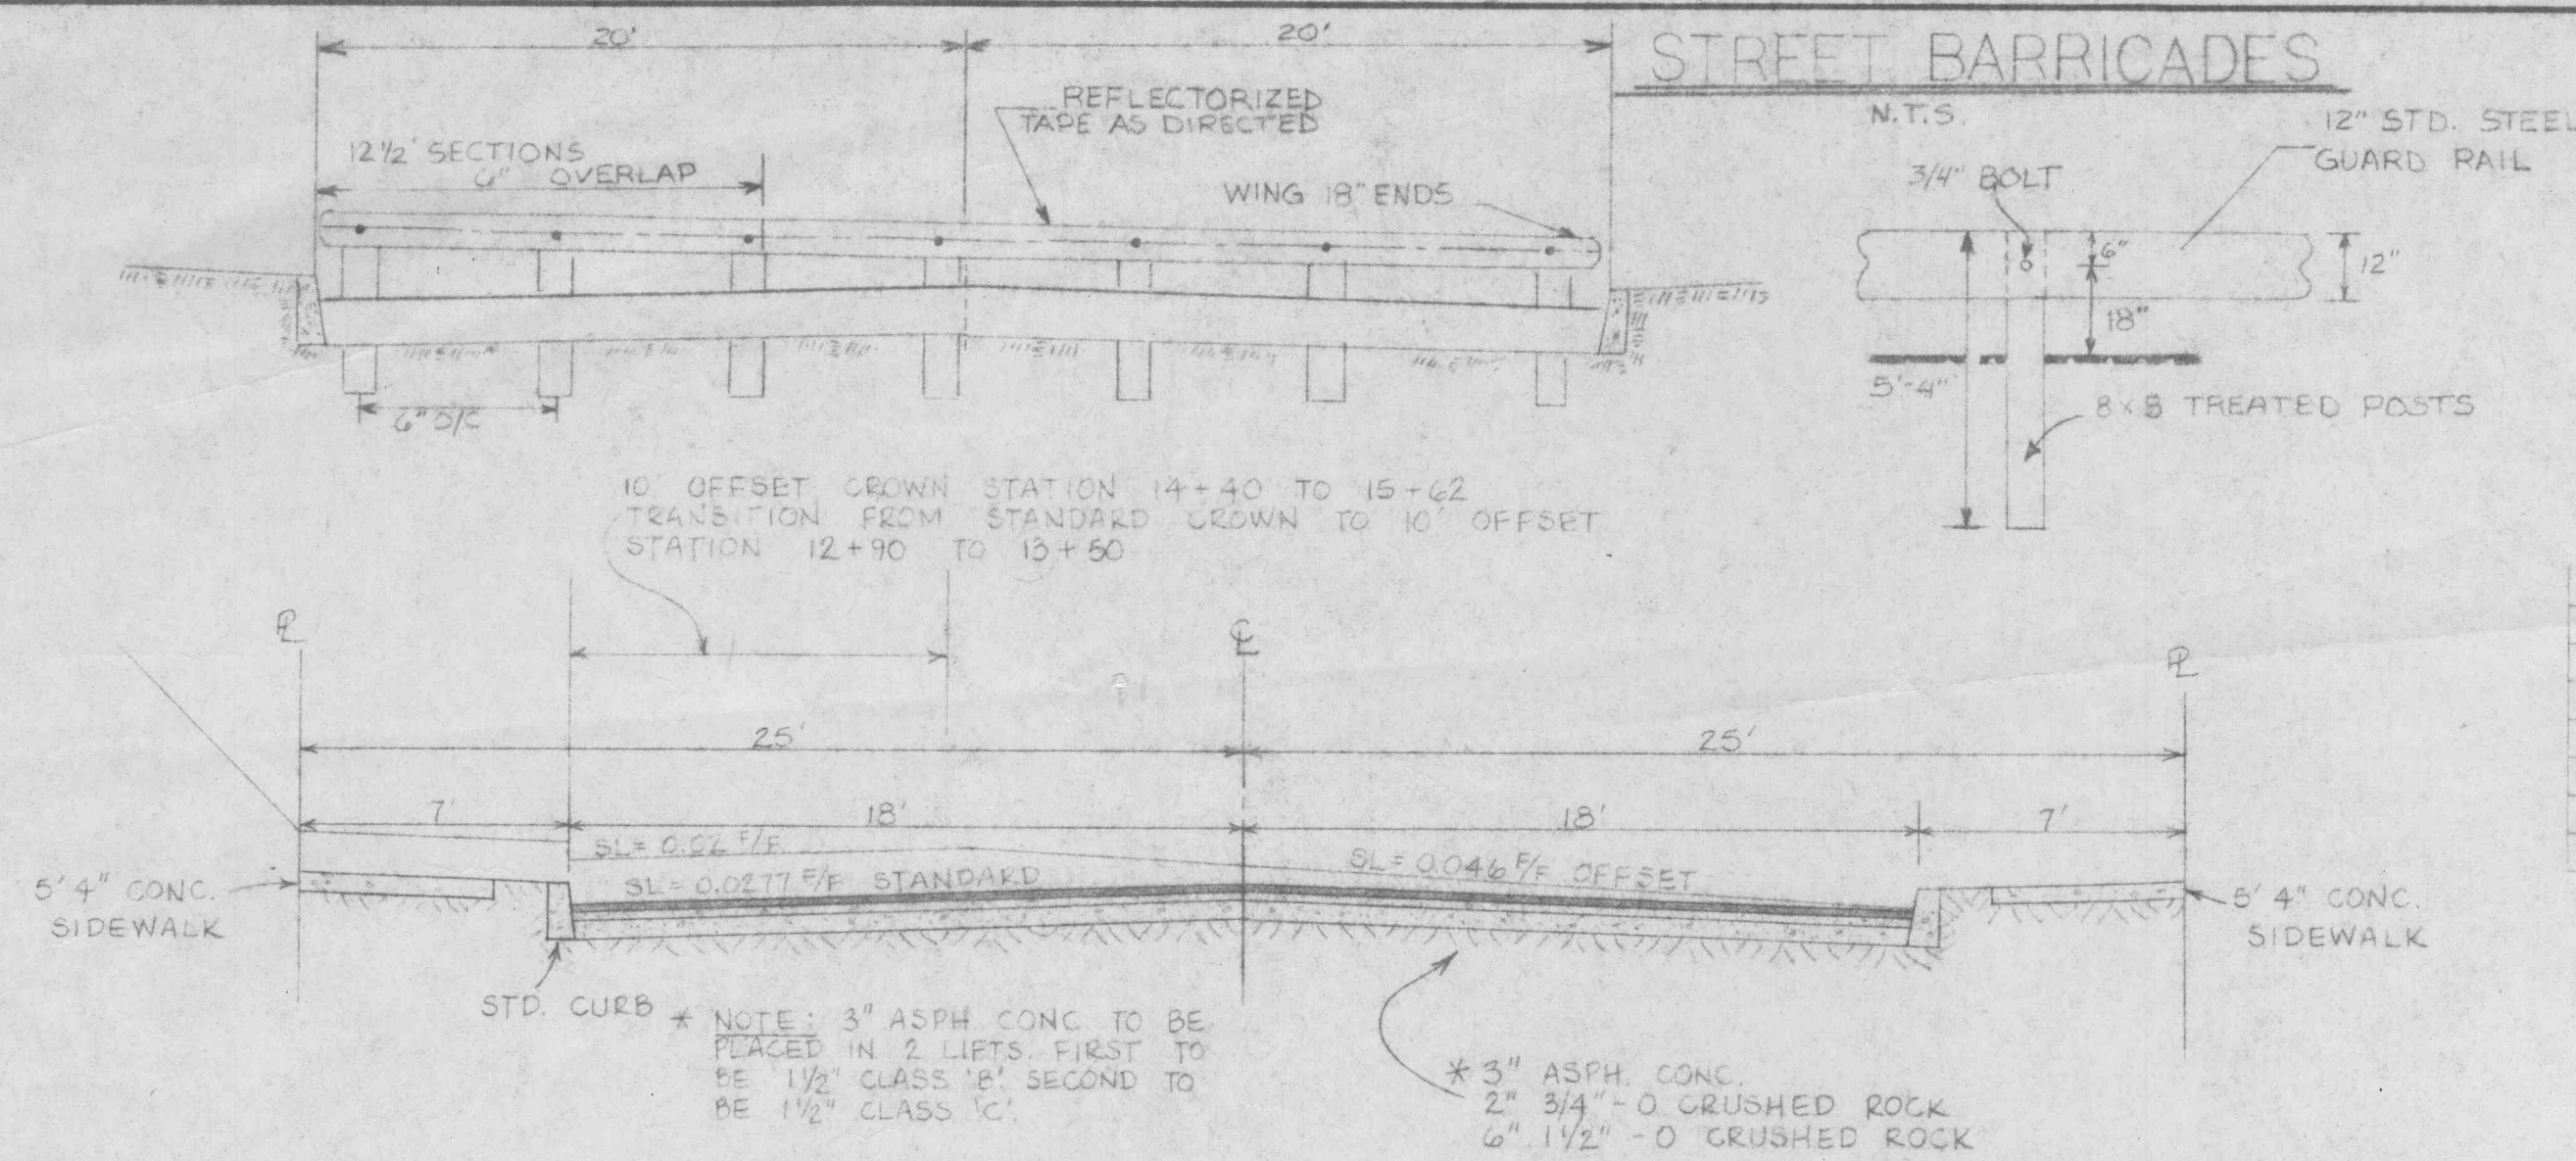 20'
20'
STREET BARRICADES
N.T.S.
REFLECTORIZED
TAPE AS DIRECTED
12 1/2' SECTIONS
6" OVERLAP
WING 18" ENDS
12" STD. STEEL
GUARD RAIL
3/4" BOLT
6"
12"
18"
5'-4"
8x8 TREATED POSTS
6" O/C
10' OFFSET CROWN STATION 14+40 TO 15+62
TRANSITION FROM STANDARD CROWN TO 10' OFFSET
STATION 12+90 TO 13+50
PL
CL
PL
25'
25'
7'
18'
18'
7'
SL= 0.02 F/F
SL= 0.0277 F/F STANDARD
SL= 0.046 F/F OFFSET
5' 4" CONC.
SIDEWALK
5' 4" CONC.
SIDEWALK
STD. CURB
* NOTE: 3" ASPH. CONC. TO BE
PLACED IN 2 LIFTS. FIRST TO
BE 1 1/2" CLASS 'B'. SECOND TO
BE 1 1/2" CLASS 'C'.
* 3" ASPH. CONC.
2" 3/4"-0 CRUSHED ROCK
6" 1 1/2"-0 CRUSHED ROCK